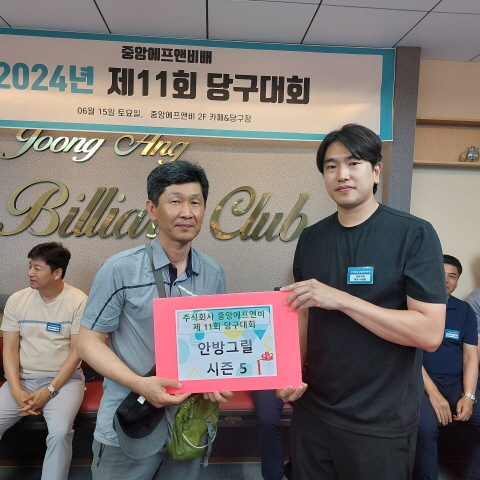 중앙에프앤비배
2024년 제11회 당구대회
06월 15일 토요일. 중앙에프앤비 2F 카페&당구장
Joong Ang
Billiard Club
주식회사 중앙에프앤비
제 11회 당구대회
안방그릴
시즌 5